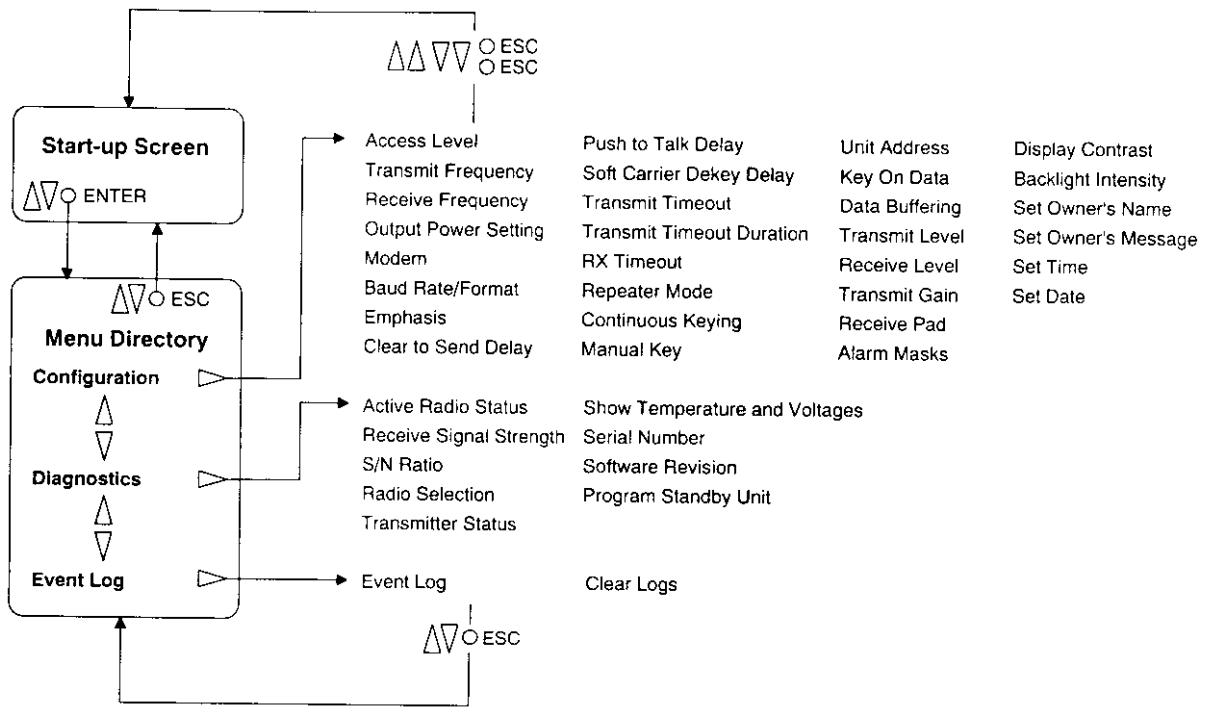 ESC
ESC
Start-up Screen
ENTER
ESC
Menu Directory
Configuration
Diagnostics
Event Log
Access Level
Transmit Frequency
Receive Frequency
Output Power Setting
Modem
Baud Rate/Format
Emphasis
Clear to Send Delay
Push to Talk Delay
Soft Carrier Dekey Delay
Transmit Timeout
Transmit Timeout Duration
RX Timeout
Repeater Mode
Continuous Keying
Manual Key
Unit Address
Key On Data
Data Buffering
Transmit Level
Receive Level
Transmit Gain
Receive Pad
Alarm Masks
Display Contrast
Backlight Intensity
Set Owner's Name
Set Owner's Message
Set Time
Set Date
Active Radio Status
Receive Signal Strength
S/N Ratio
Radio Selection
Transmitter Status
Show Temperature and Voltages
Serial Number
Software Revision
Program Standby Unit
Event Log
Clear Logs
ESC